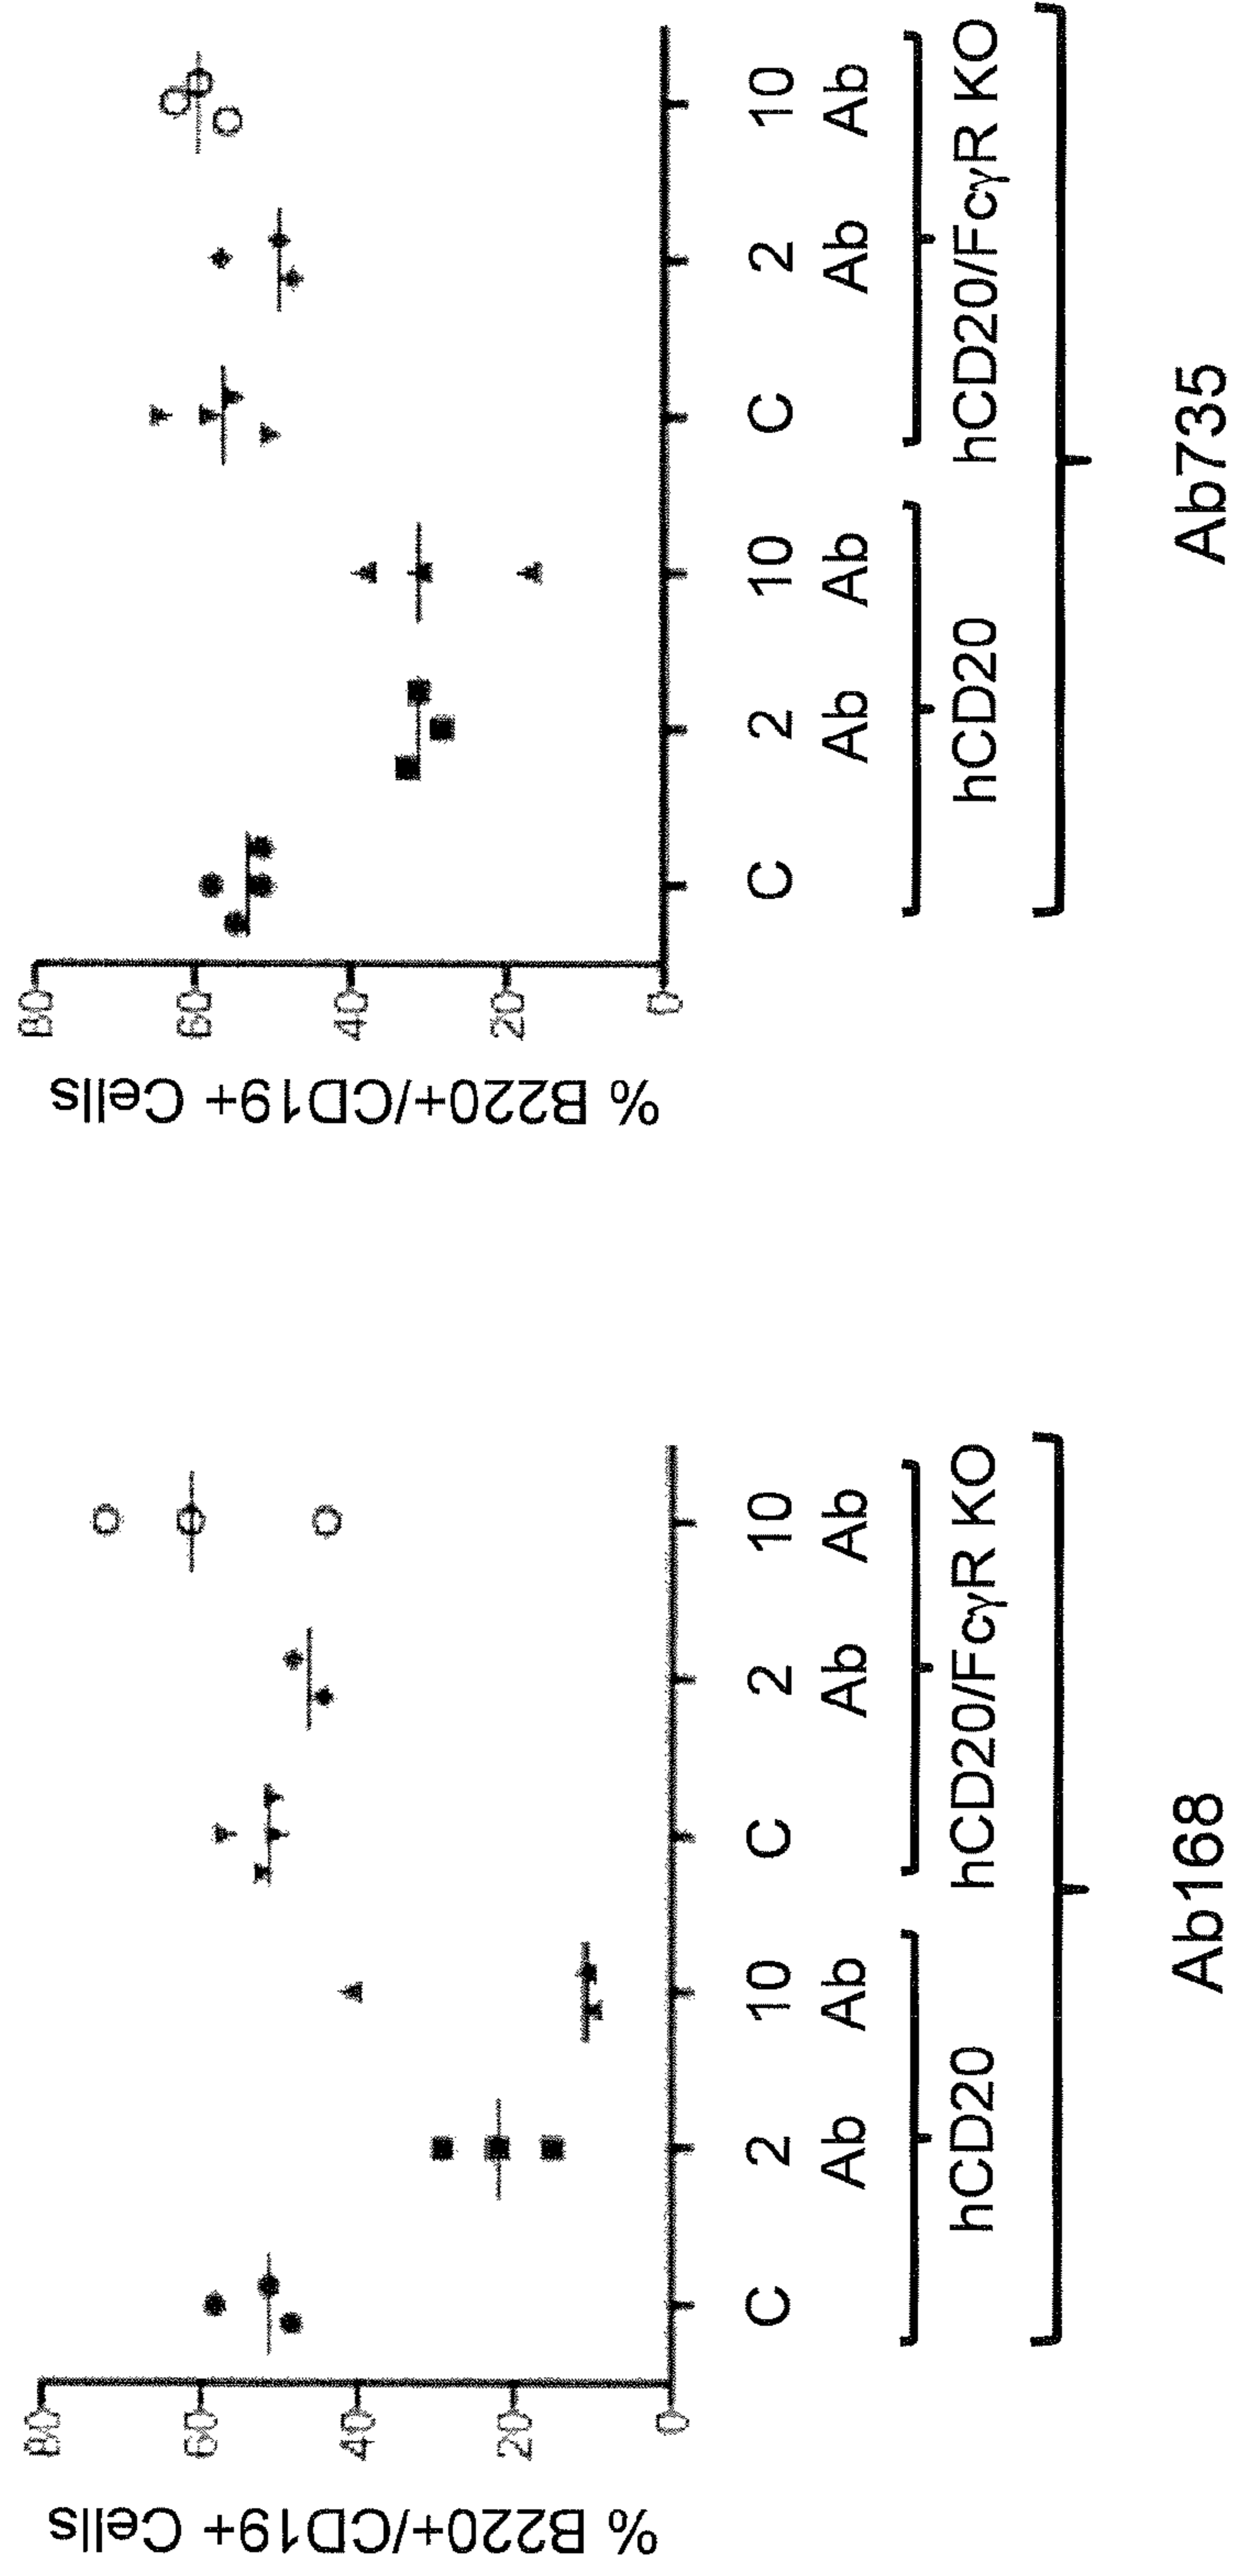 % B220+/CD19+ Cells
80
60
40
20
0
C 2 10 C 2 10
Ab Ab Ab Ab
hCD20 hCD20/FcγR KO
Ab168
% B220+/CD19+ Cells
80
60
40
20
0
C 2 10 C 2 10
Ab Ab Ab Ab
hCD20 hCD20/FcγR KO
Ab735